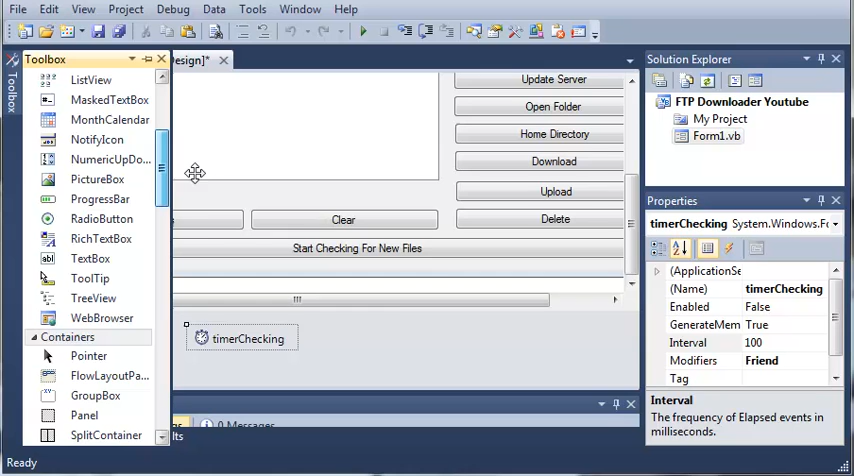 File Edit View Project Debug Data Tools Window Help
Toolbox
Design]*
Solution Explorer
Toolbox
ListView
MaskedTextBox
MonthCalendar
NotifyIcon
NumericUpDo...
PictureBox
ProgressBar
RadioButton
RichTextBox
TextBox
ToolTip
TreeView
WebBrowser
Containers
Pointer
FlowLayoutPa...
GroupBox
Panel
SplitContainer
Update Server
Open Folder
Home Directory
Download
Upload
Clear
Delete
Start Checking For New Files
timerChecking
0 Messages
FTP Downloader Youtube
My Project
Form1.vb
Properties
timerChecking System.Windows.Fo
(ApplicationSe
(Name) timerChecking
Enabled False
GenerateMem True
Interval 100
Modifiers Friend
Tag
Interval
The frequency of Elapsed events in
milliseconds.
Ready